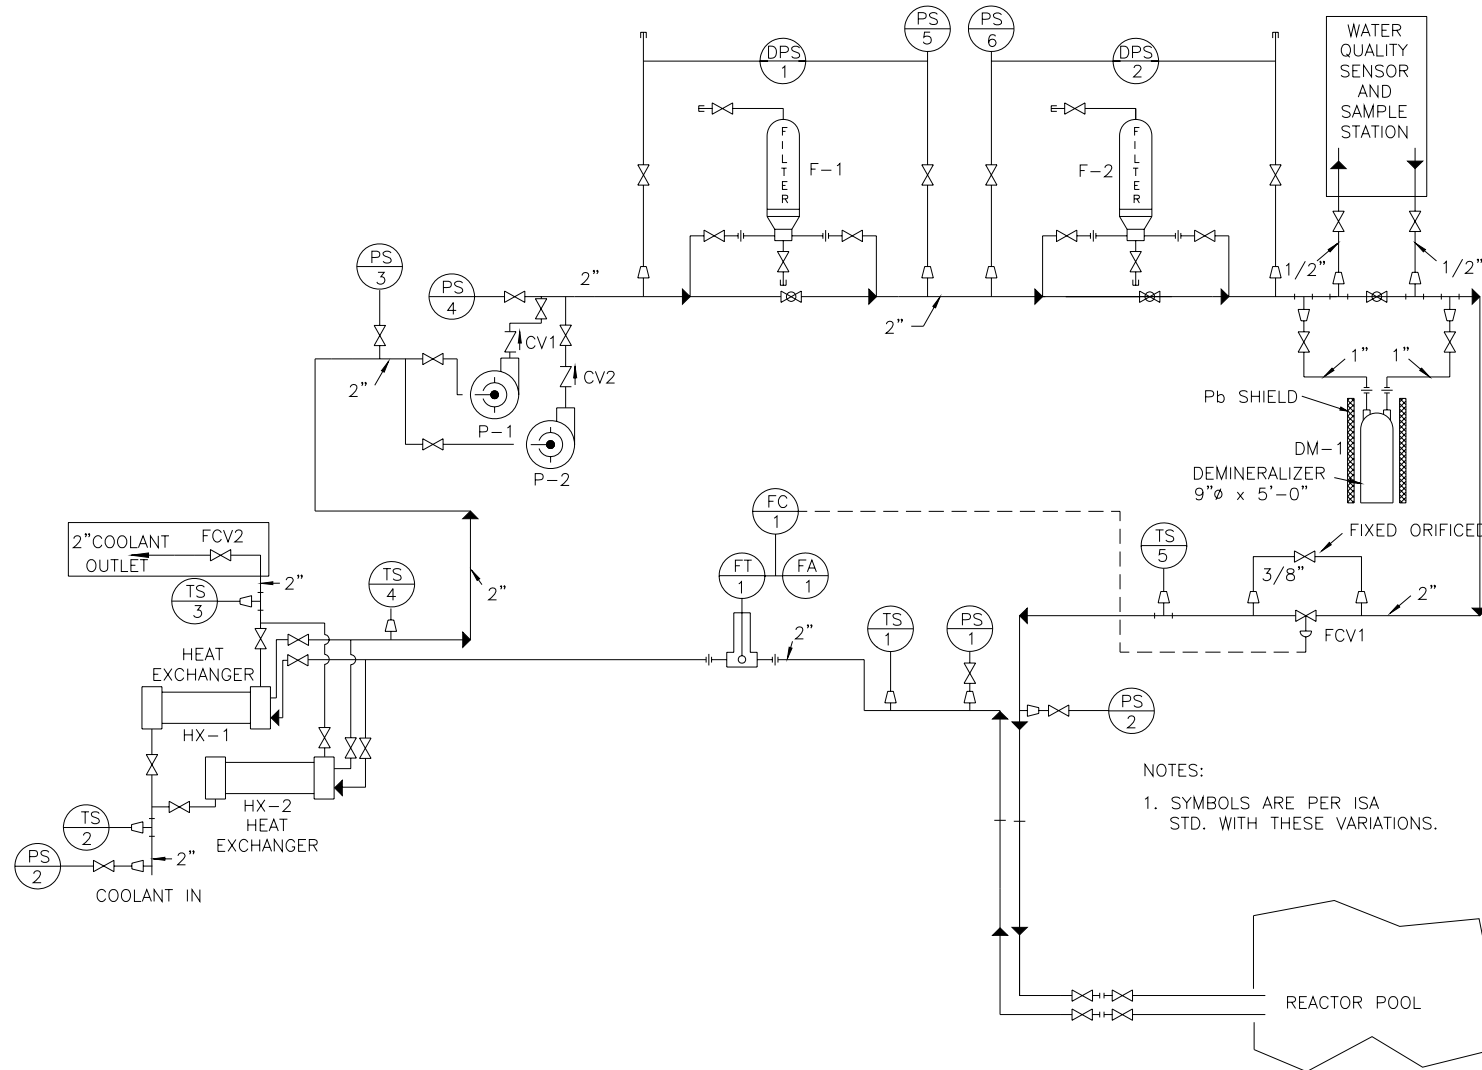 PS
5
PS
6
DPS
1
DPS
2
WATER
QUALITY
SENSOR
AND
SAMPLE
STATION
FILTER
F-1
FILTER
F-2
PS
3
PS
4
2"
2"
1/2"
1/2"
CV1
CV2
2"
P-1
P-2
1"
1"
Pb SHIELD
DM-1
DEMINERALIZER
9"ø x 5'-0"
FC
1
FT
1
FA
1
TS
5
FIXED ORIFICED
3/8"
2"
FCV1
2"COOLANT
OUTLET
FCV2
2"
TS
3
TS
4
2"
HEAT
EXCHANGER
HX-1
HX-2
HEAT
EXCHANGER
2"
TS
1
PS
1
PS
2
TS
2
PS
2
2"
COOLANT IN
NOTES:
1. SYMBOLS ARE PER ISA
STD. WITH THESE VARIATIONS.
REACTOR POOL